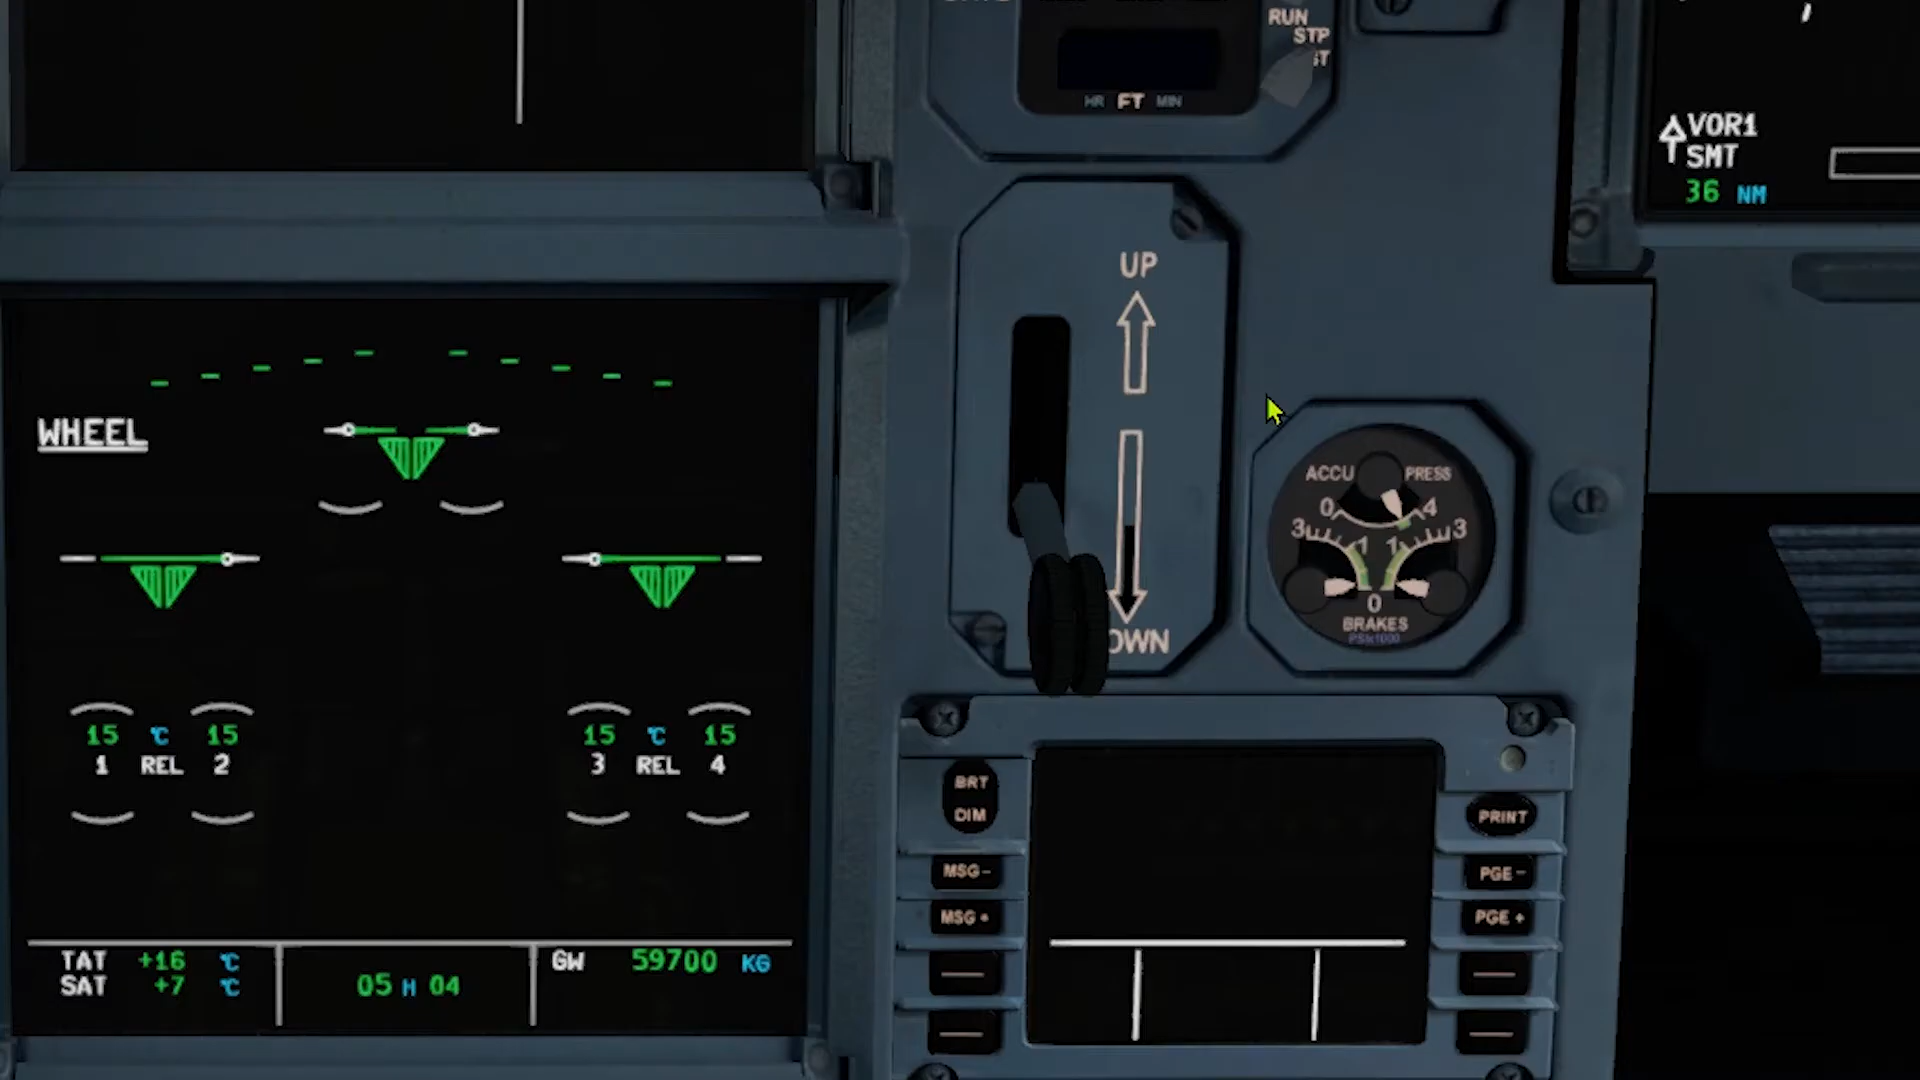 RUN
STP
HR FT MIN
VOR1
SMT
36 NM
UP
WHEEL
ACCU PRESS
0 4
3 1 1 3
0
BRAKES
PSIx1000
OWN
15 °C 15
1 REL 2
15 °C 15
3 REL 4
BRT
DIM
MSG-
MSG+
PRINT
PGE-
PGE+
TAT +16 °C
SAT +7 °C
05 H 04
GW 59700 KG